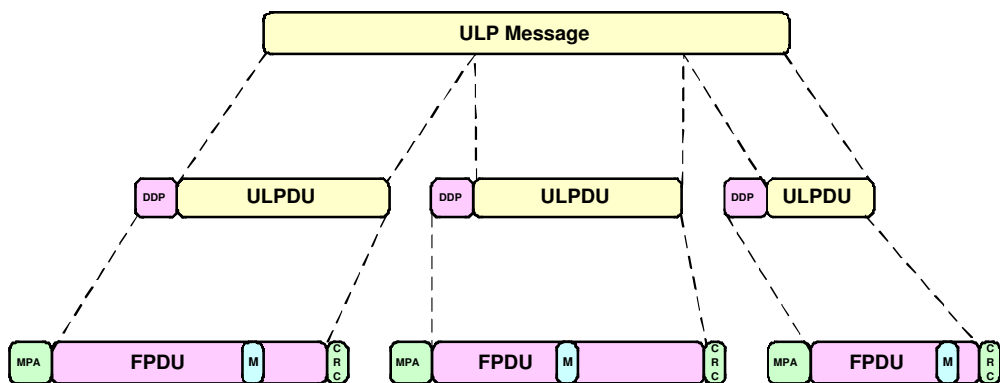 ULP Message
DDP ULPDU DDP ULPDU DDP ULPDU
MPA FPDU M CRC MPA FPDU M CRC MPA FPDU M CRC